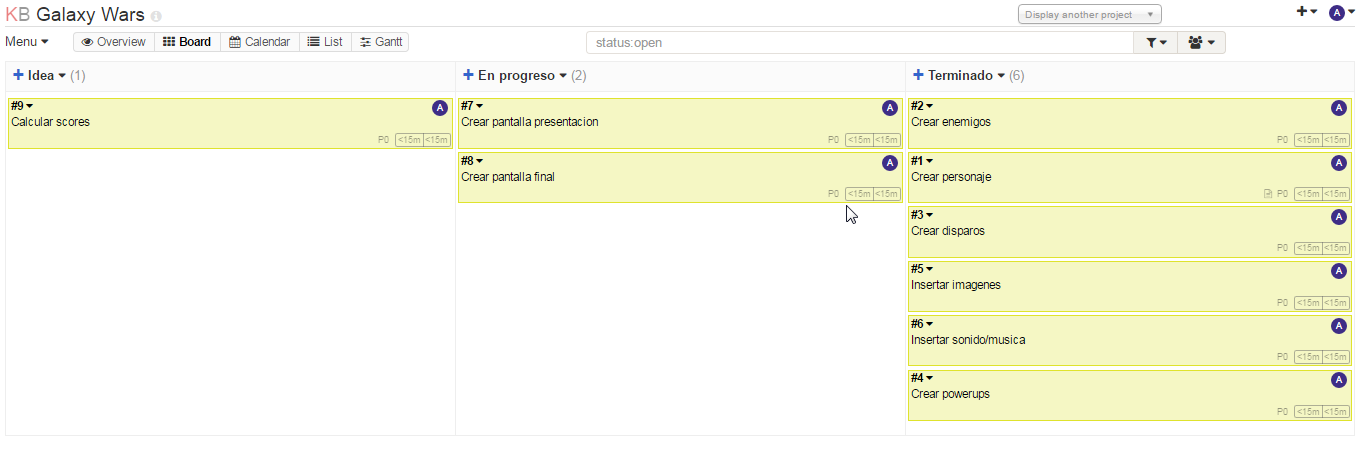 KB Galaxy Wars
Display another project
A
Menu
Overview
Board
Calendar
List
Gantt
status:open
Idea (1)
#9
A
Calcular scores
P0 <15m <15m
En progreso (2)
#7
A
Crear pantalla presentacion
P0 <15m <15m
#8
A
Crear pantalla final
P0 <15m <15m
Terminado (6)
#2
A
Crear enemigos
P0 <15m <15m
#1
A
Crear personaje
P0 <15m <15m
#3
A
Crear disparos
P0 <15m <15m
#5
A
Insertar imagenes
P0 <15m <15m
#6
A
Insertar sonido/musica
P0 <15m <15m
#4
A
Crear powerups
P0 <15m <15m